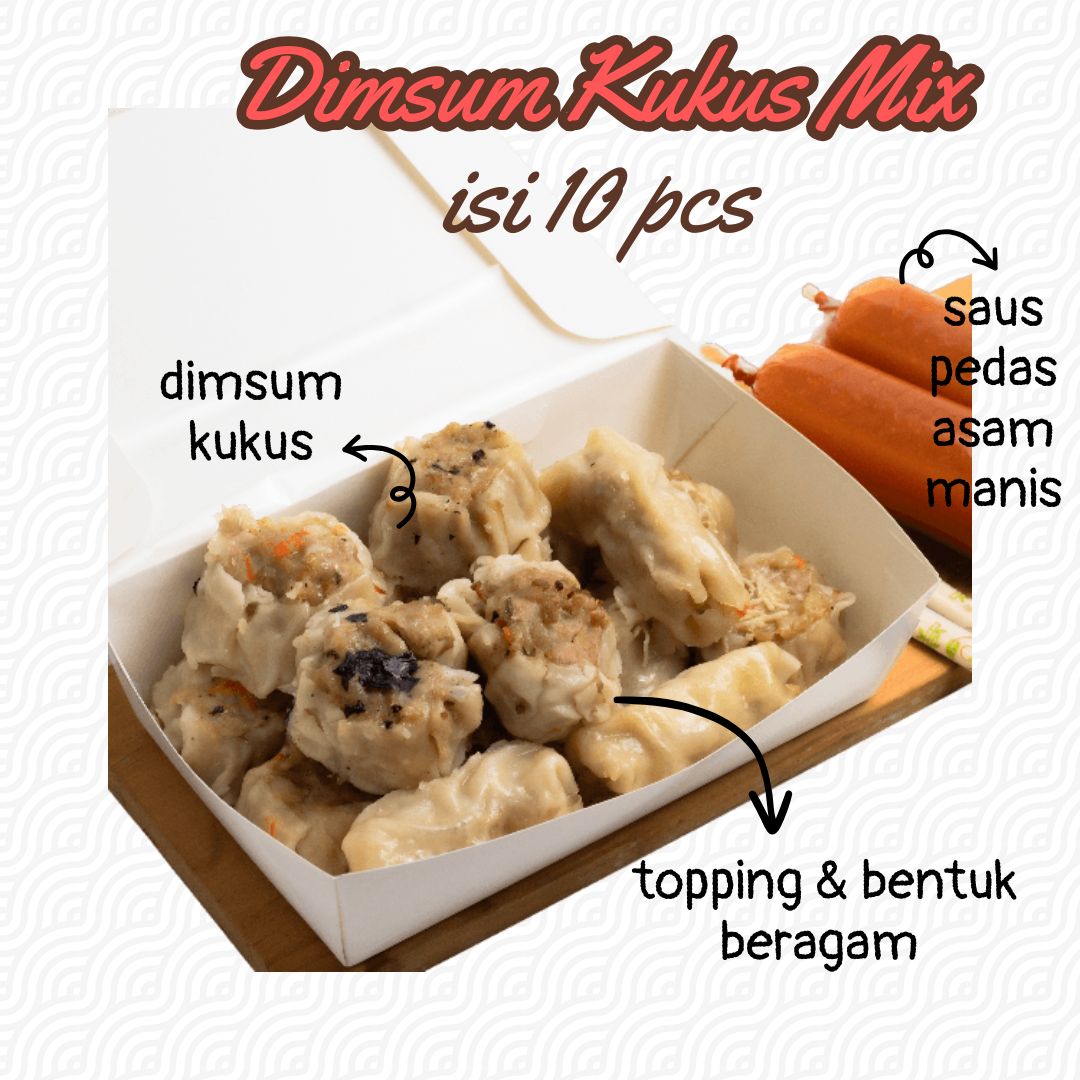 Dimsum Kukus Mix
isi 10 pcs
saus
pedas
asam
manis
dimsum
kukus
topping & bentuk
beragam